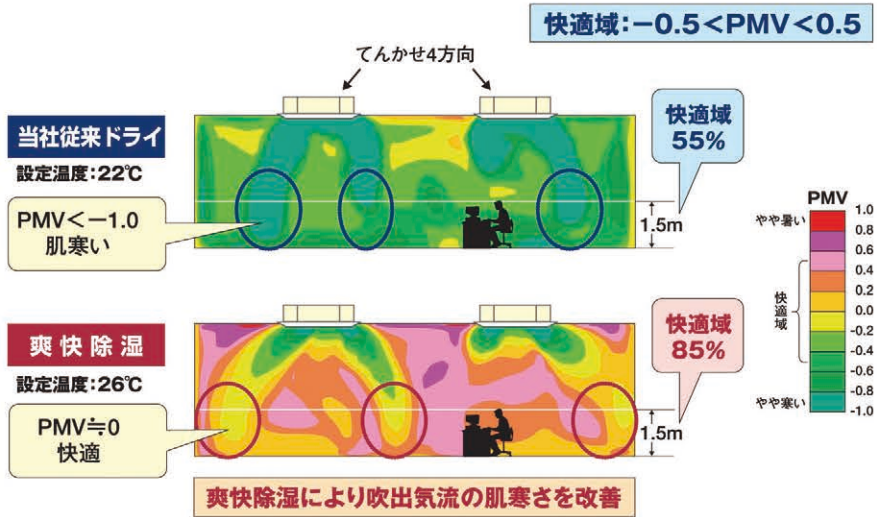 快適域:−0.5<PMV<0.5
てんかせ4方向
当社従来ドライ
設定温度:22℃
PMV<−1.0
肌寒い
快適域
55%
1.5m
爽快除湿
設定温度:26℃
PMV≒0
快適
快適域
85%
1.5m
PMV
やや暑い
快適域
やや寒い
1.0
0.8
0.6
0.4
0.2
0.0
-0.2
-0.4
-0.6
-0.8
-1.0
爽快除湿により吹出気流の肌寒さを改善